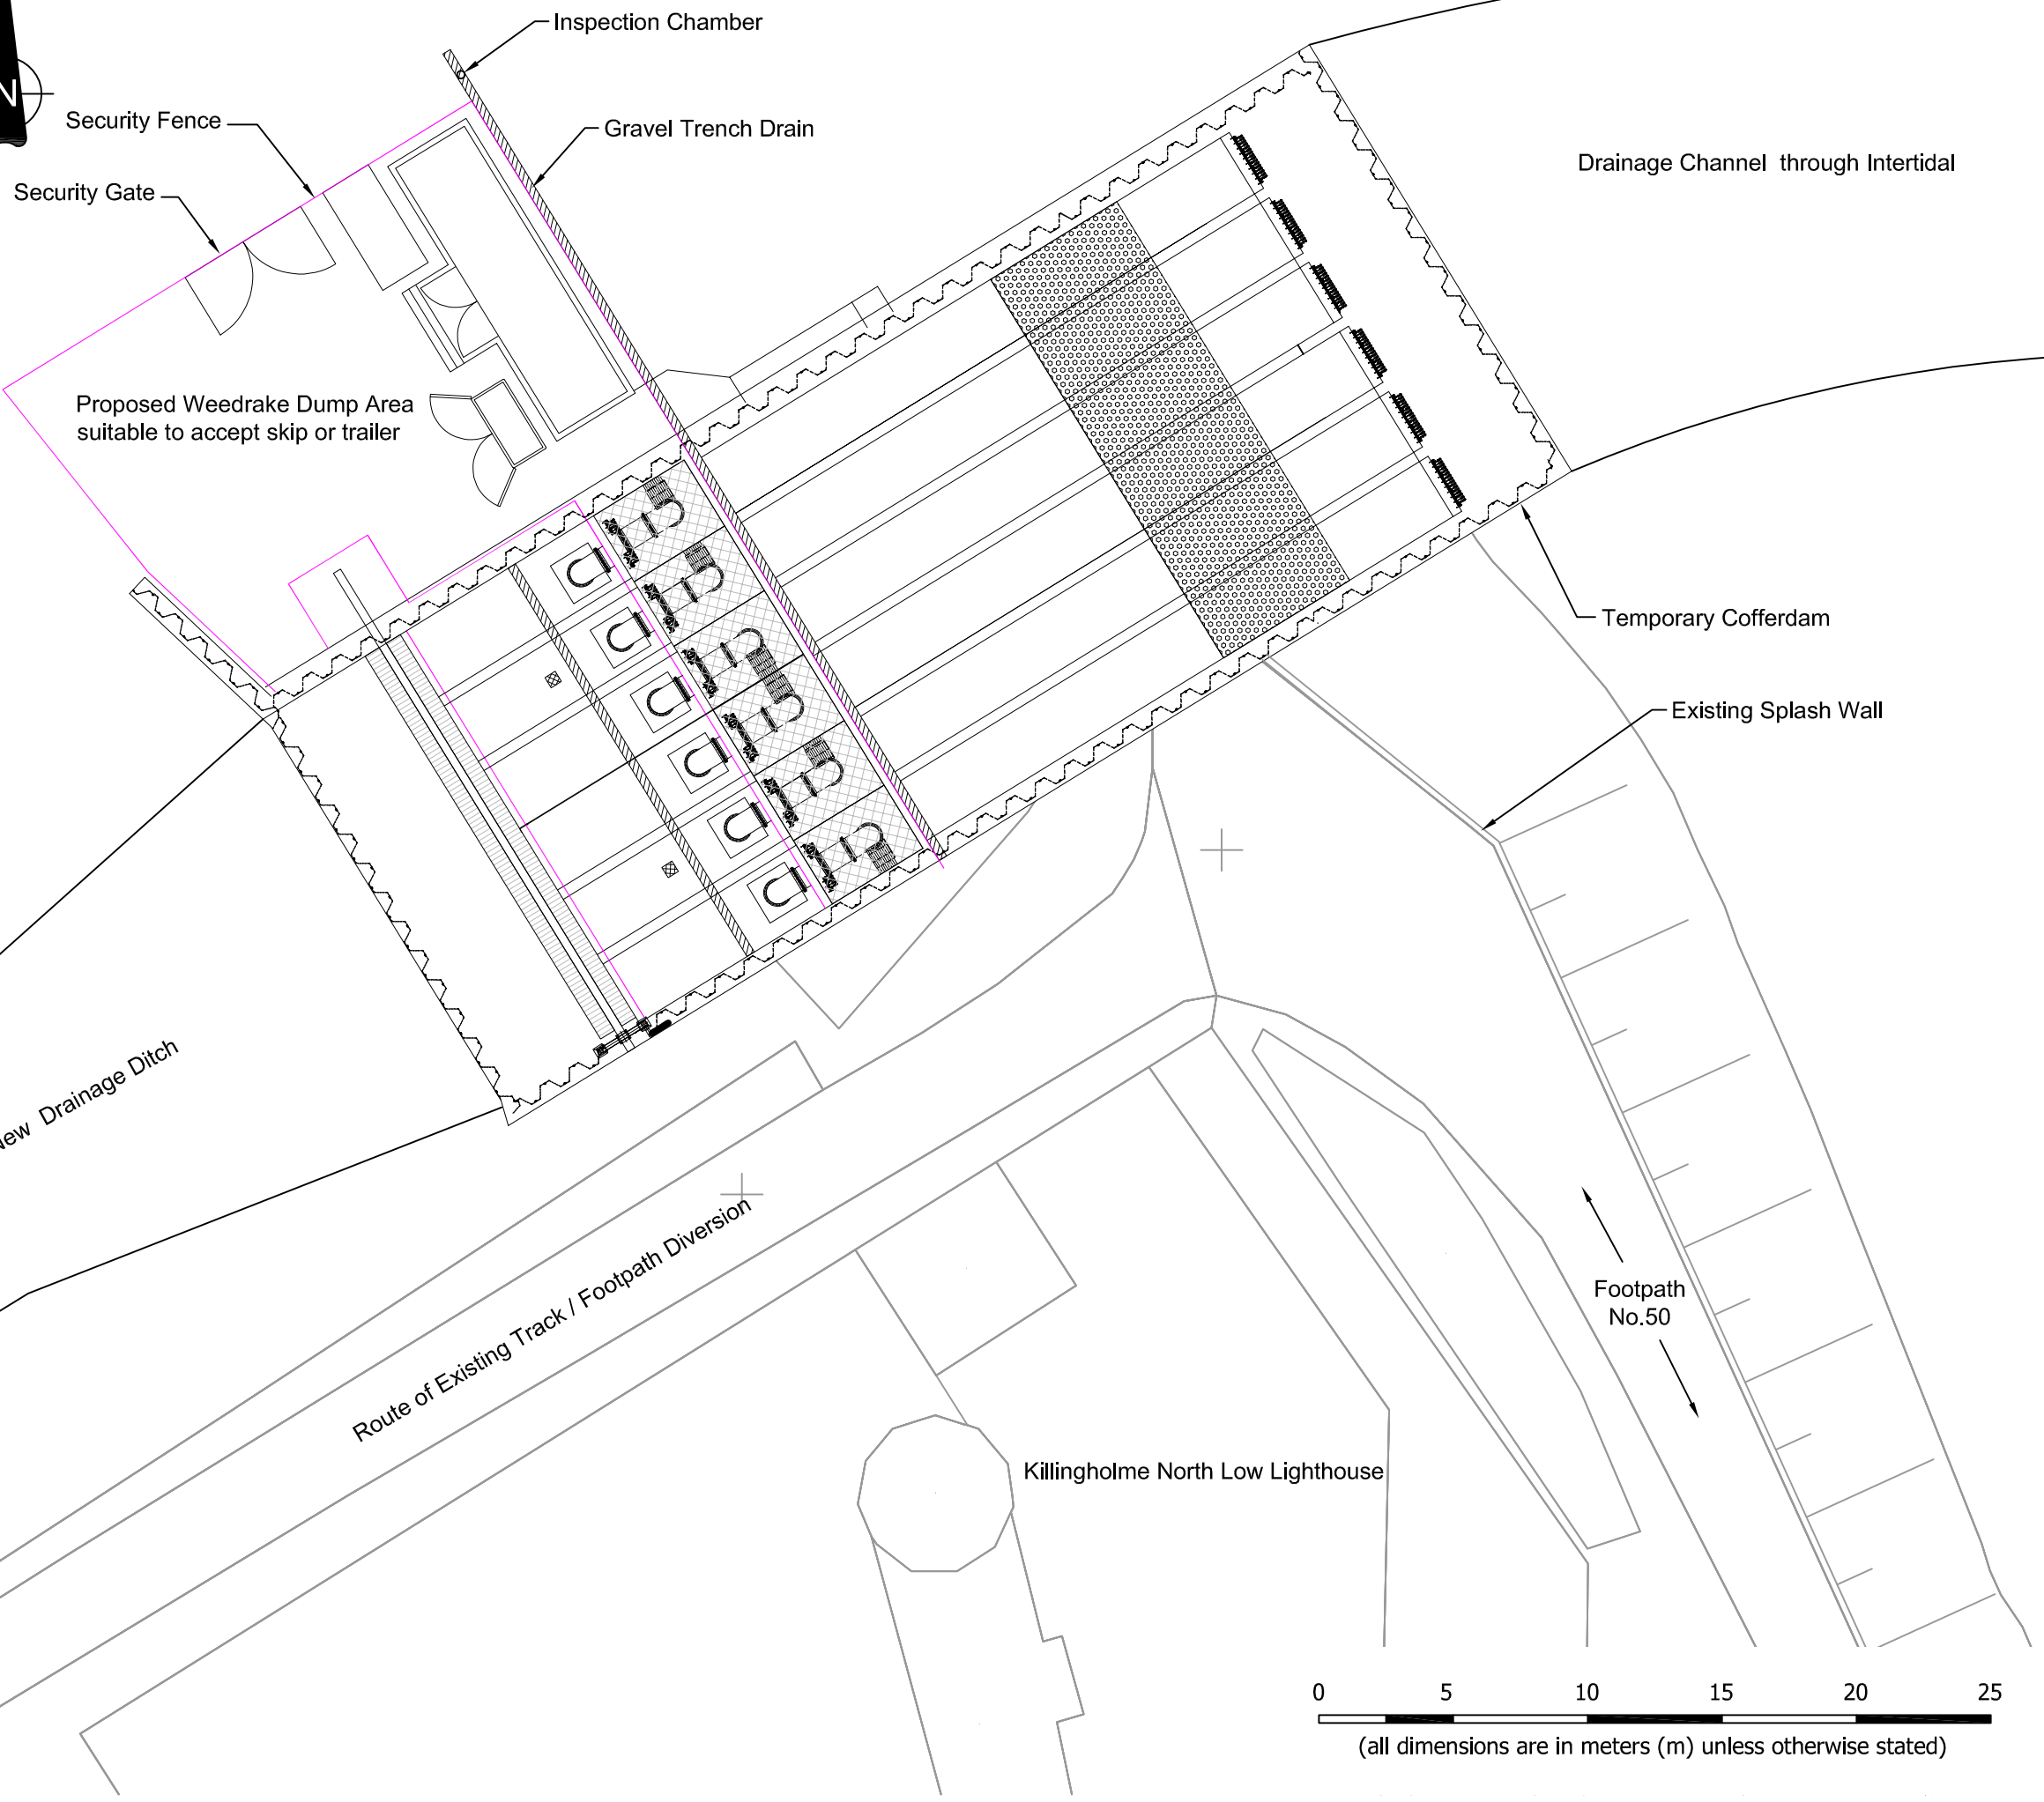 Inspection Chamber
N
Security Fence
Gravel Trench Drain
Drainage Channel through Intertidal
Security Gate
Proposed Weedrake Dump Area
suitable to accept skip or trailer
Temporary Cofferdam
Existing Splash Wall
New Drainage Ditch
Route of Existing Track / Footpath Diversion
Footpath
No.50
Killingholme North Low Lighthouse
0 5 10 15 20 25
(all dimensions are in meters (m) unless otherwise stated)